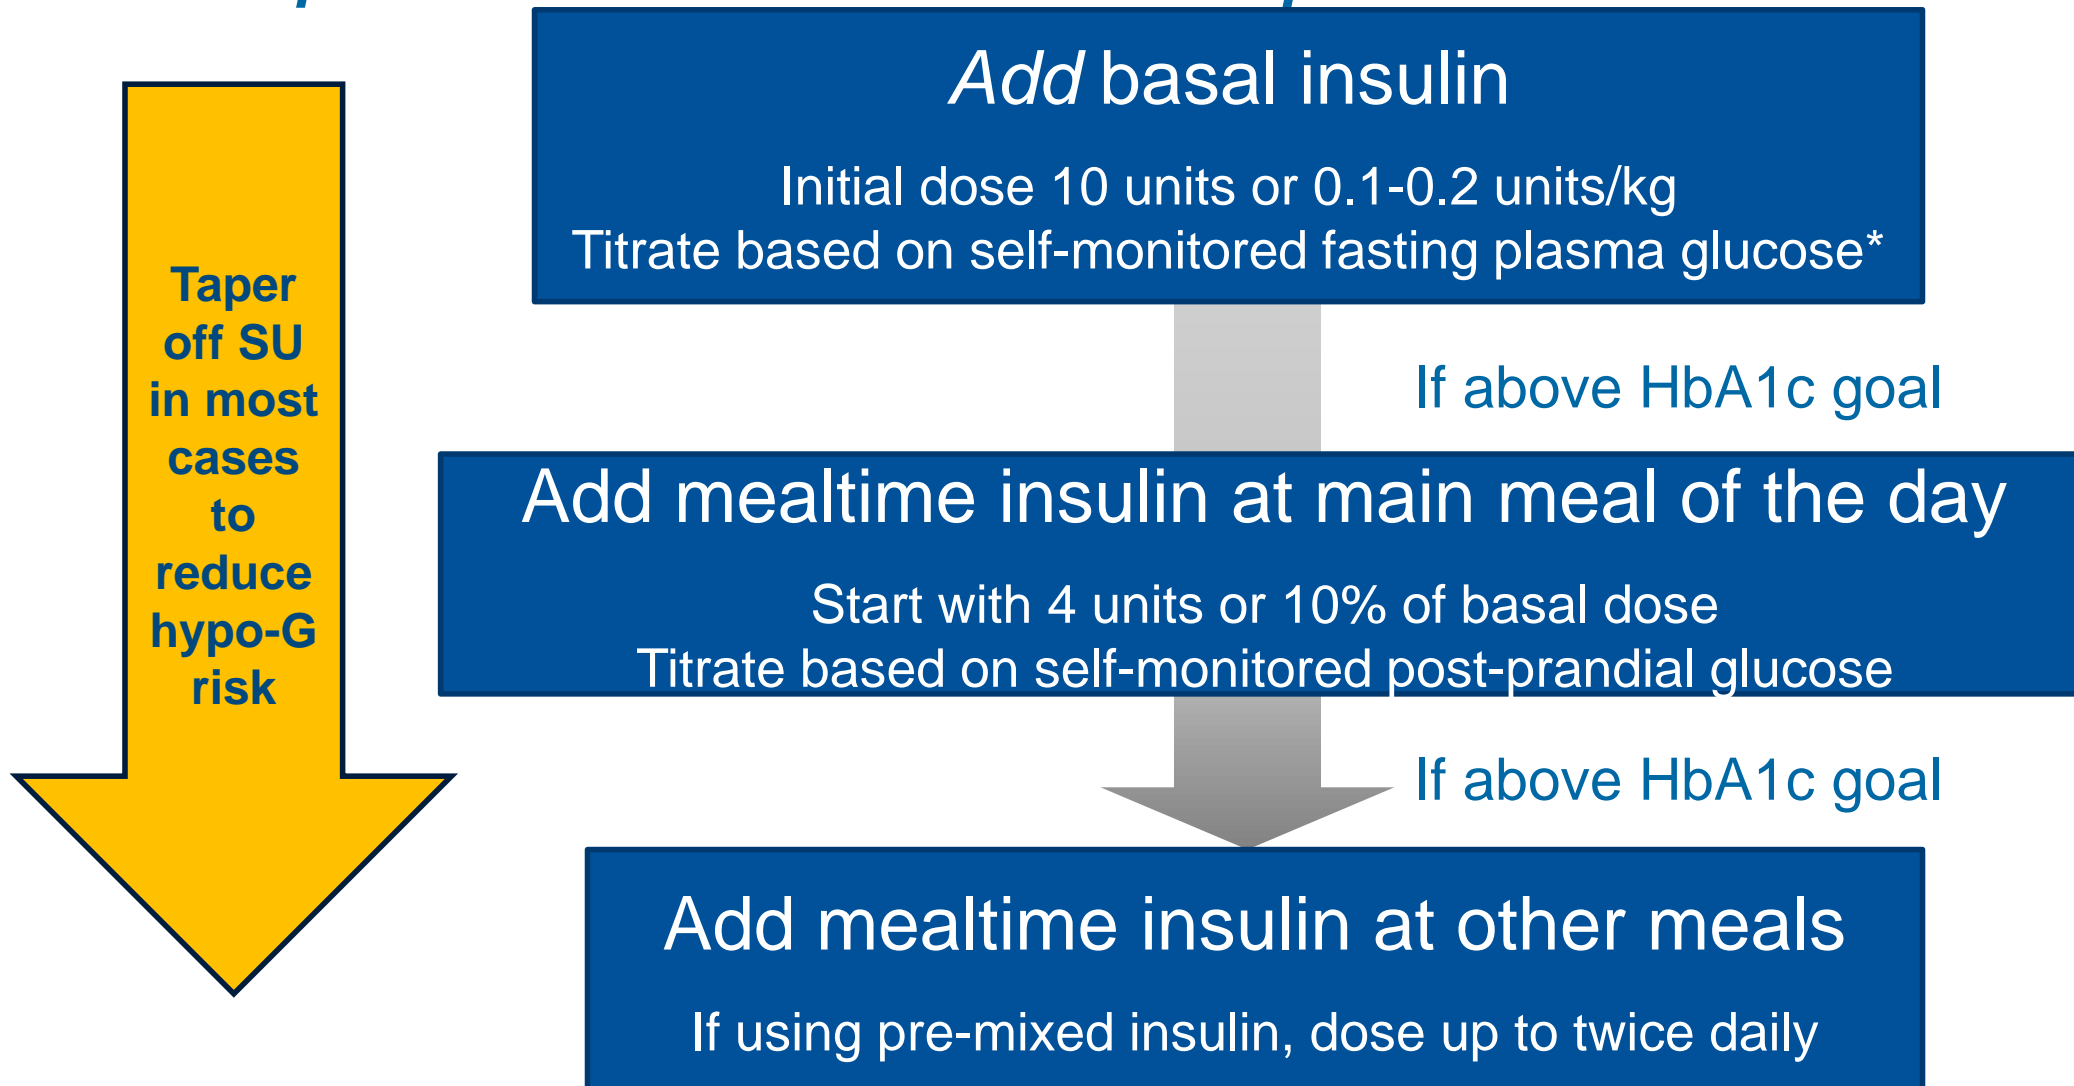 Add basal insulin
Initial dose 10 units or 0.1-0.2 units/kg
Titrate based on self-monitored fasting plasma glucose*
Taper
off SU
in most
cases
to
reduce
hypo-G
risk
If above HbA1c goal
Add mealtime insulin at main meal of the day
Start with 4 units or 10% of basal dose
Titrate based on self-monitored post-prandial glucose
If above HbA1c goal
Add mealtime insulin at other meals
If using pre-mixed insulin, dose up to twice daily